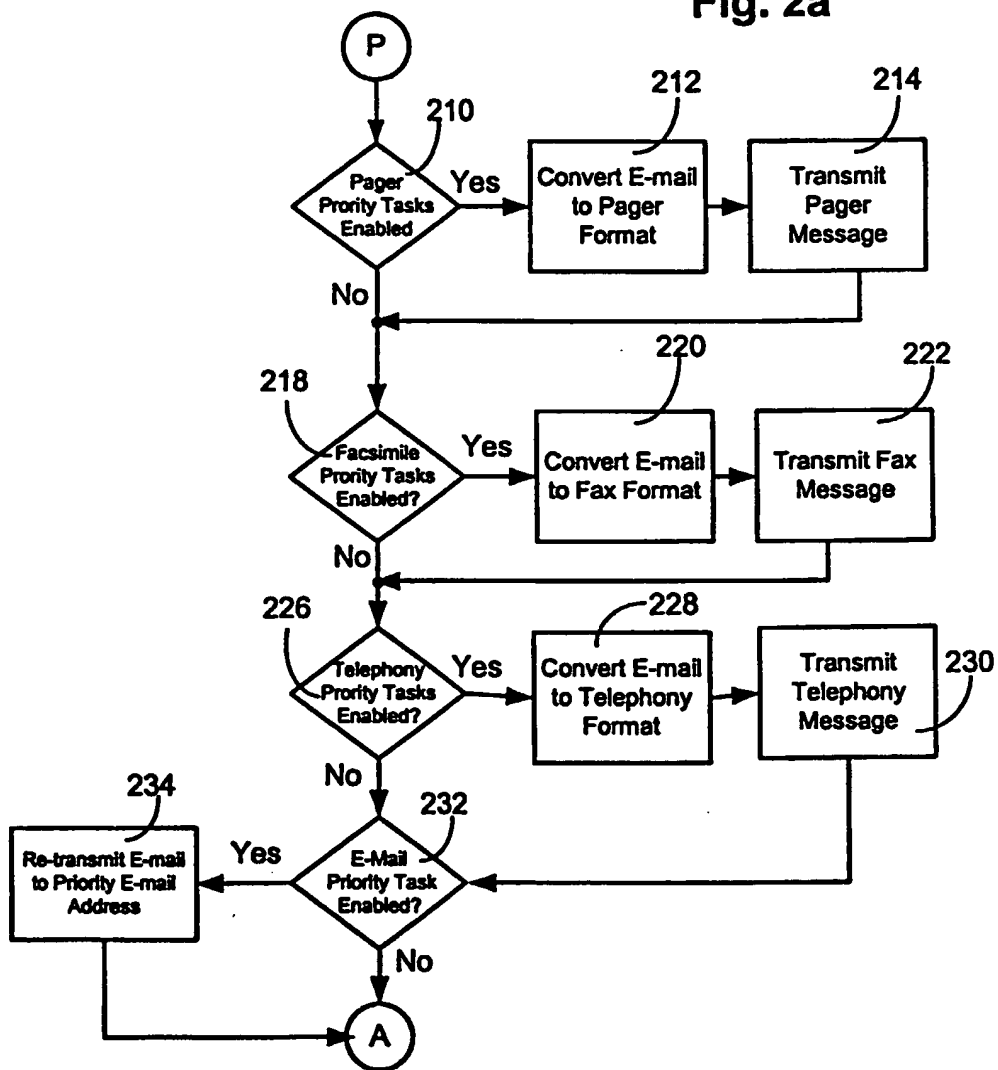 Fig. 2a
P
210
212
214
Pager
Prority Tasks
Enabled
Yes
Convert E-mail
to Pager
Format
Transmit
Pager
Message
No
218
220
222
Facsimile
Prority Tasks
Enabled?
Yes
Convert E-mail
to Fax Format
Transmit Fax
Message
No
226
228
230
Telephony
Prority Tasks
Enabled?
Yes
Convert E-mail
to Telephony
Format
Transmit
Telephony
Message
No
234
232
Re-transmit E-mail
to Priority E-mail
Address
Yes
E-Mail
Priority Task
Enabled?
No
A